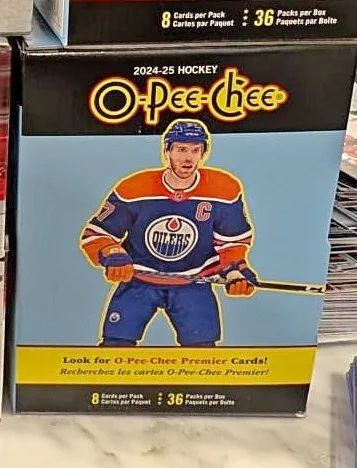 8 Cards per Pack 36 Packs per Box
Cartes par Paquet Paquets par Boîte
2024-25 HOCKEY
O-Pee-Chee
C
7
OILERS
Look for O-Pee-Chee Premier Cards!
Recherchez les cartes O-Pee-Chee Premier!
8 Cards per Pack 36 Packs per Box
Cartes par Paquet Paquets par Boîte